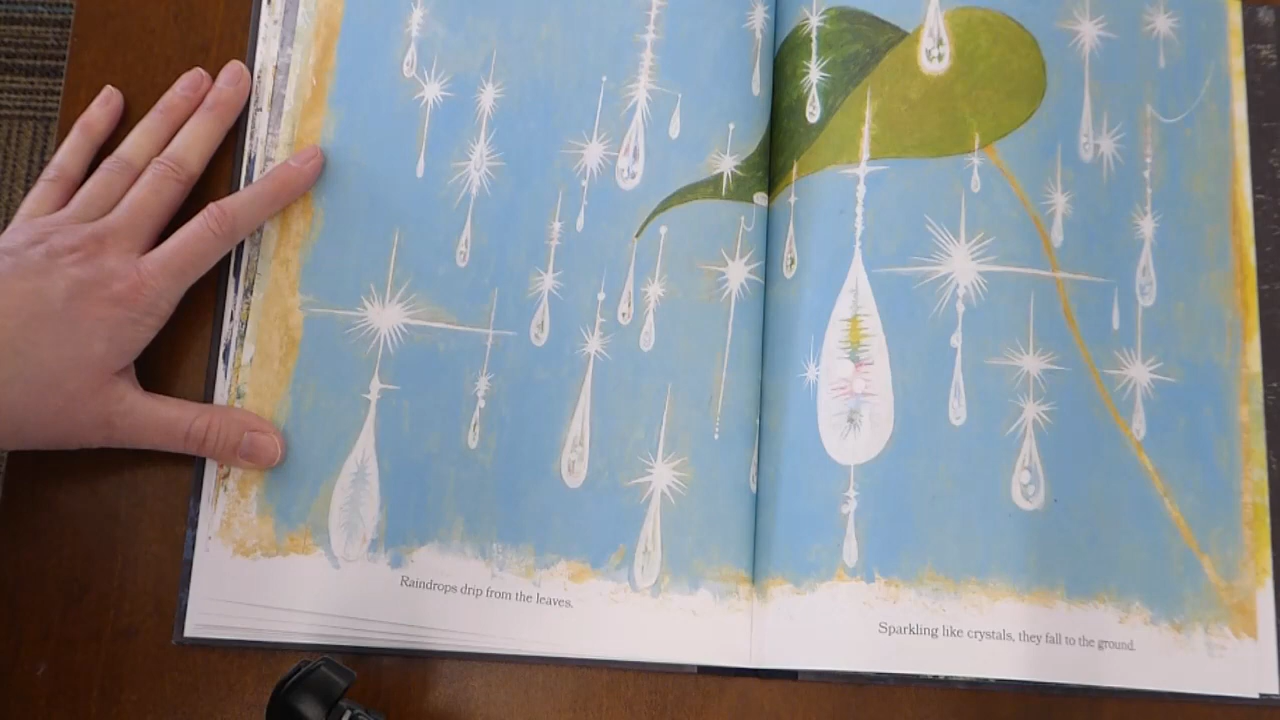 Raindrops drip from the leaves.
Sparkling like crystals, they fall to the ground.